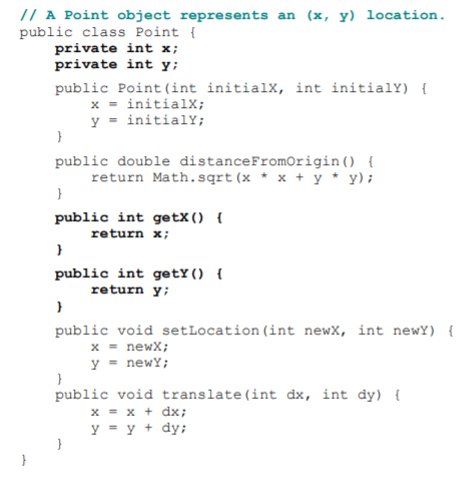 // A Point object represents an (x, y) location.
public class Point {
    private int x;
    private int y;
    public Point(int initialX, int initialY) {
        x = initialX;
        y = initialY;
    }
    public double distanceFromOrigin() {
        return Math.sqrt(x * x + y * y);
    }
    public int getX() {
        return x;
    }
    public int getY() {
        return y;
    }
    public void setLocation(int newX, int newY) {
        x = newX;
        y = newY;
    }
    public void translate(int dx, int dy) {
        x = x + dx;
        y = y + dy;
    }
}